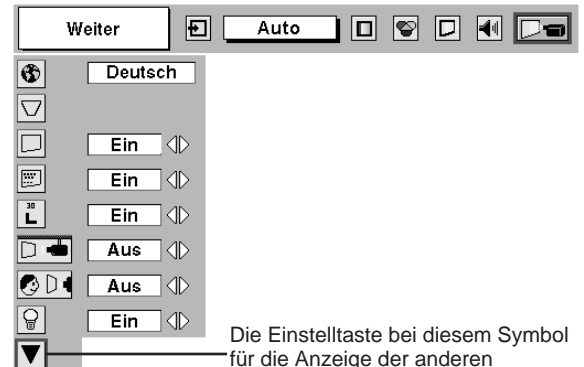 Weiter Auto
Deutsch
Ein
Ein
30
L Ein
Aus
Aus
Ein
Die Einstelltaste bei diesem Symbol
für die Anzeige der anderen